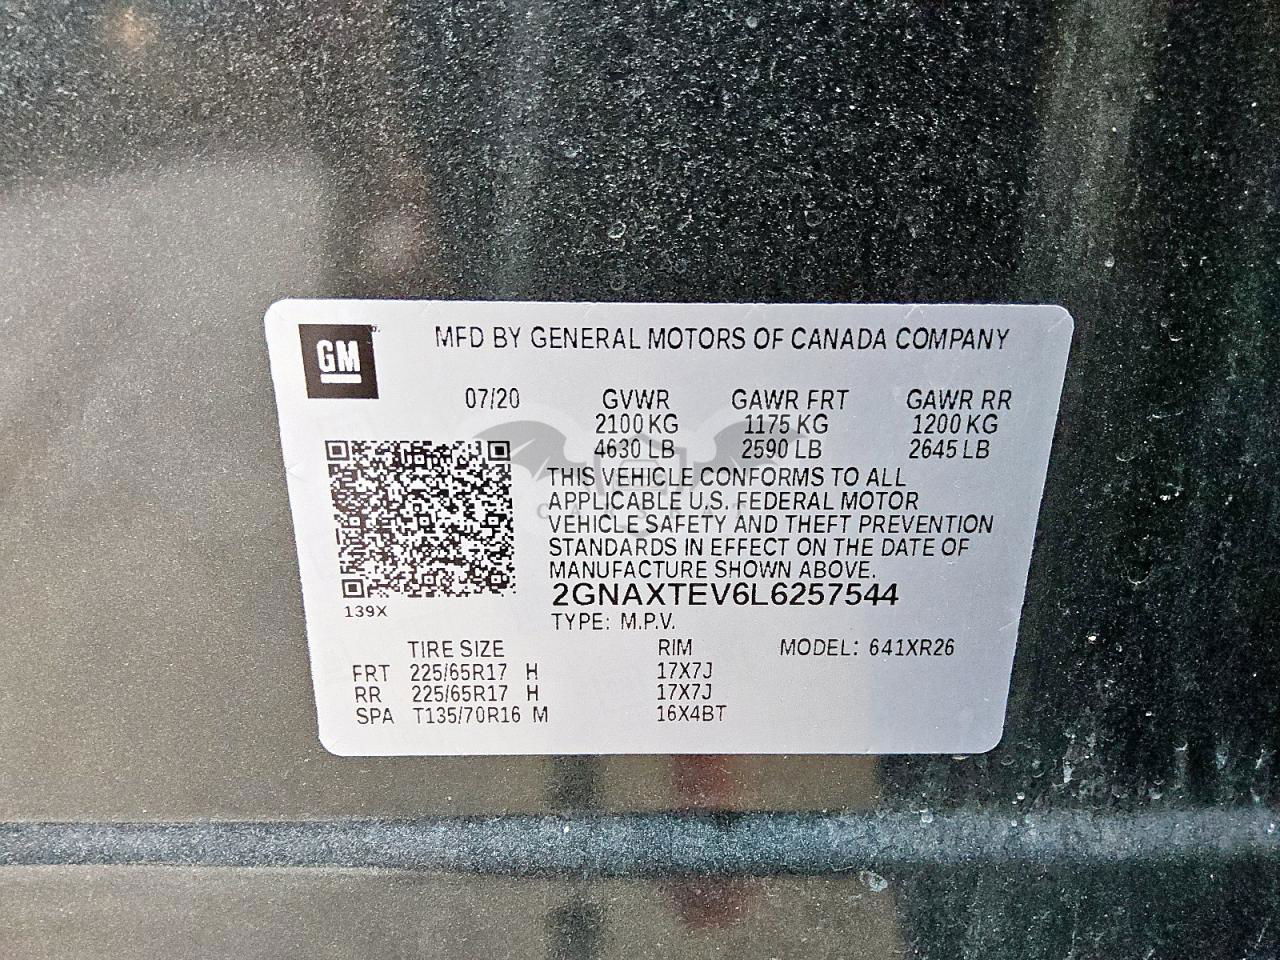 GM
MFD BY GENERAL MOTORS OF CANADA COMPANY
07/20 GVWR GAWR FRT GAWR RR
2100 KG 1175 KG 1200 KG
4630 LB 2590 LB 2645 LB
THIS VEHICLE CONFORMS TO ALL
APPLICABLE U.S. FEDERAL MOTOR
VEHICLE SAFETY AND THEFT PREVENTION
STANDARDS IN EFFECT ON THE DATE OF
MANUFACTURE SHOWN ABOVE.
2GNAXTEV6L6257544
139X
TYPE: M.P.V.
TIRE SIZE RIM MODEL: 641XR26
FRT 225/65R17 H 17X7J
RR 225/65R17 H 17X7J
SPA T135/70R16 M 16X4BT